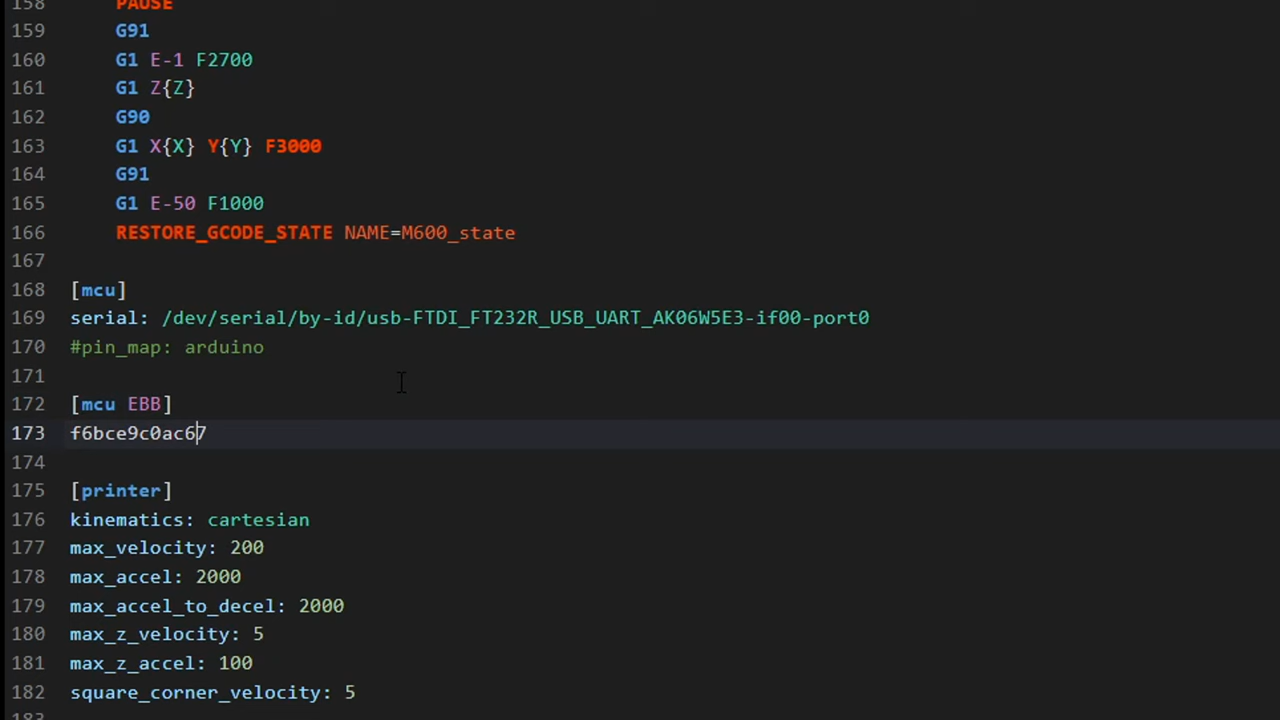 158     PAUSE
159     G91
160     G1 E-1 F2700
161     G1 Z{Z}
162     G90
163     G1 X{X} Y{Y} F3000
164     G91
165     G1 E-50 F1000
166     RESTORE_GCODE_STATE NAME=M600_state
167
168 [mcu]
169 serial: /dev/serial/by-id/usb-FTDI_FT232R_USB_UART_AK06W5E3-if00-port0
170 #pin_map: arduino
171
172 [mcu EBB]
173 f6bce9c0ac67
174
175 [printer]
176 kinematics: cartesian
177 max_velocity: 200
178 max_accel: 2000
179 max_accel_to_decel: 2000
180 max_z_velocity: 5
181 max_z_accel: 100
182 square_corner_velocity: 5
183